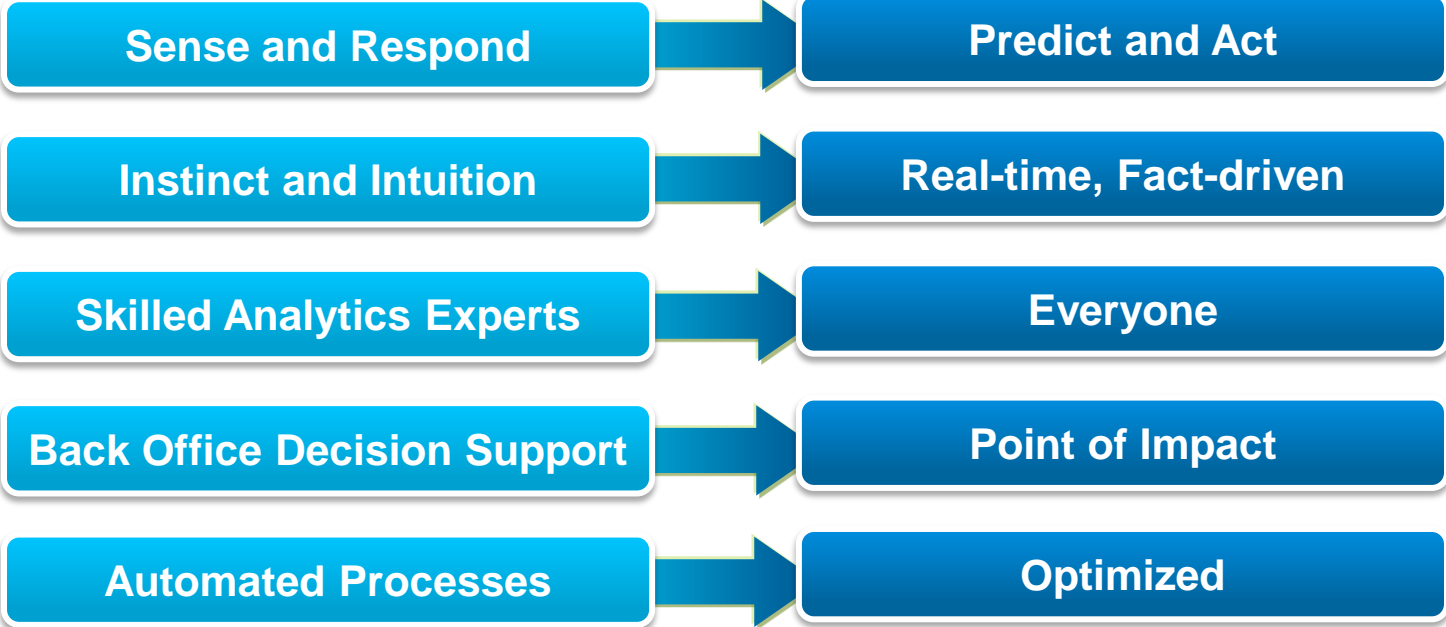 Sense and Respond
Predict and Act
Instinct and Intuition
Real-time, Fact-driven
Skilled Analytics Experts
Everyone
Back Office Decision Support
Point of Impact
Automated Processes
Optimized